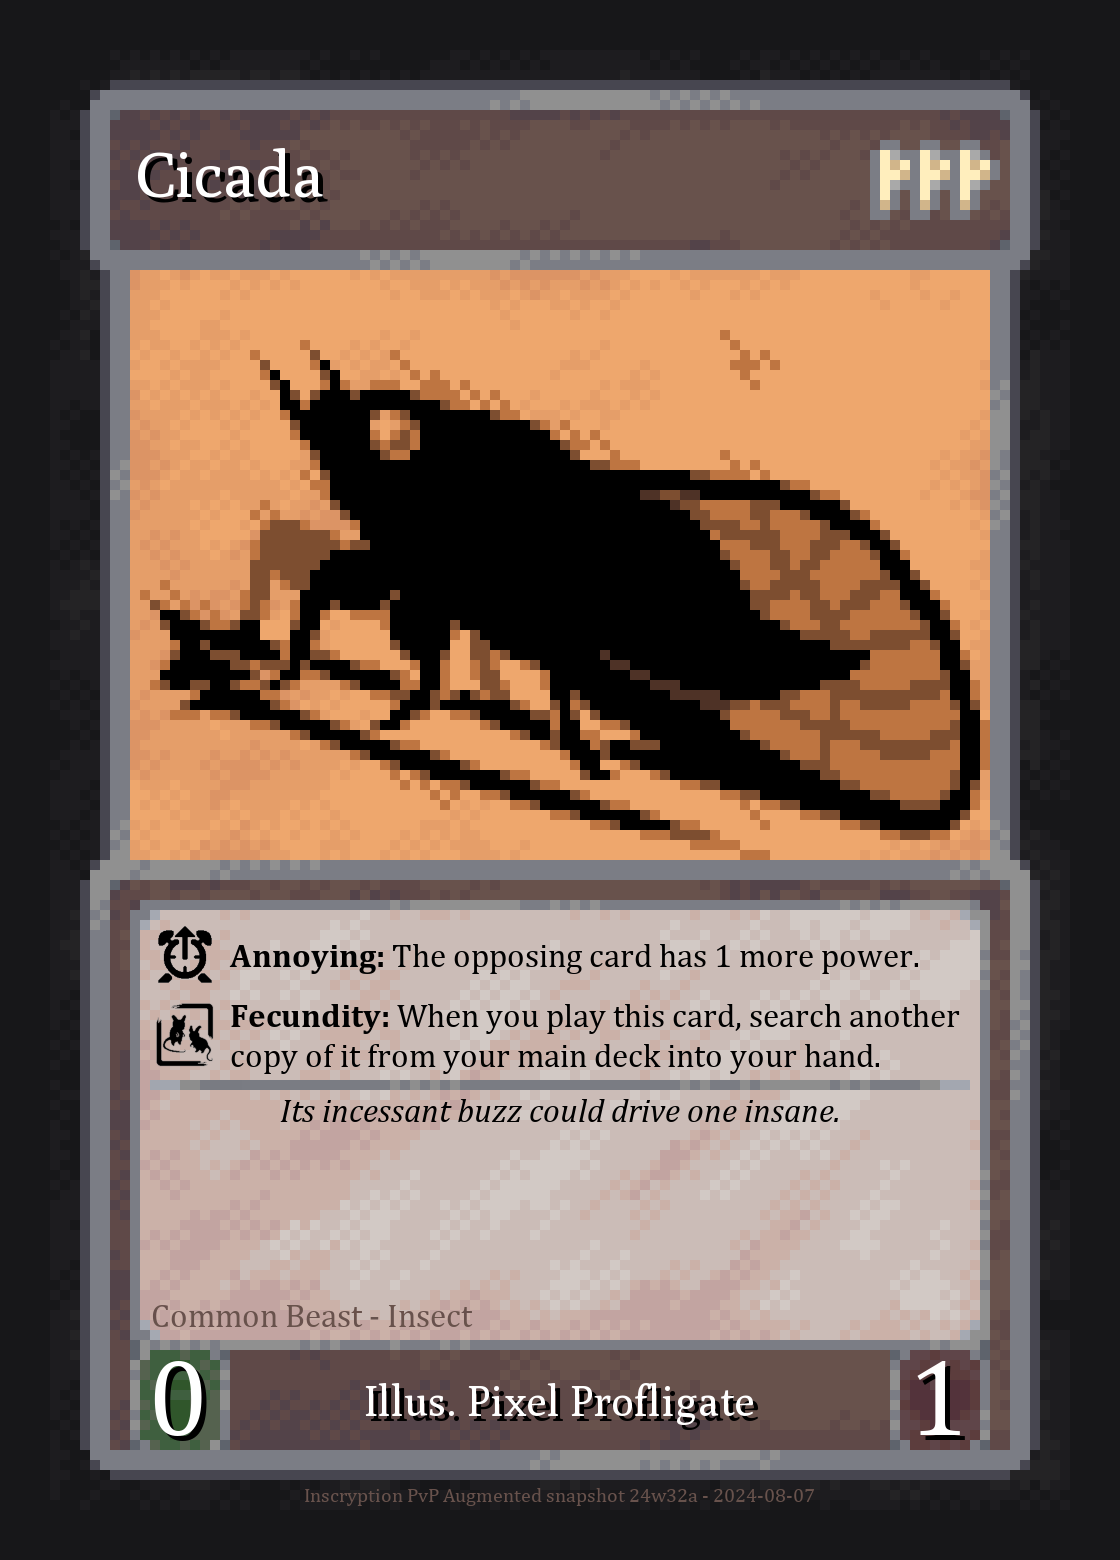 Cicada
Annoying: The opposing card has 1 more power.
Fecundity: When you play this card, search another
copy of it from your main deck into your hand.
Its incessant buzz could drive one insane.
Common Beast - Insect
0
Illus. Pixel Profligate
1
Inscryption PvP Augmented snapshot 24w32a - 2024-08-07